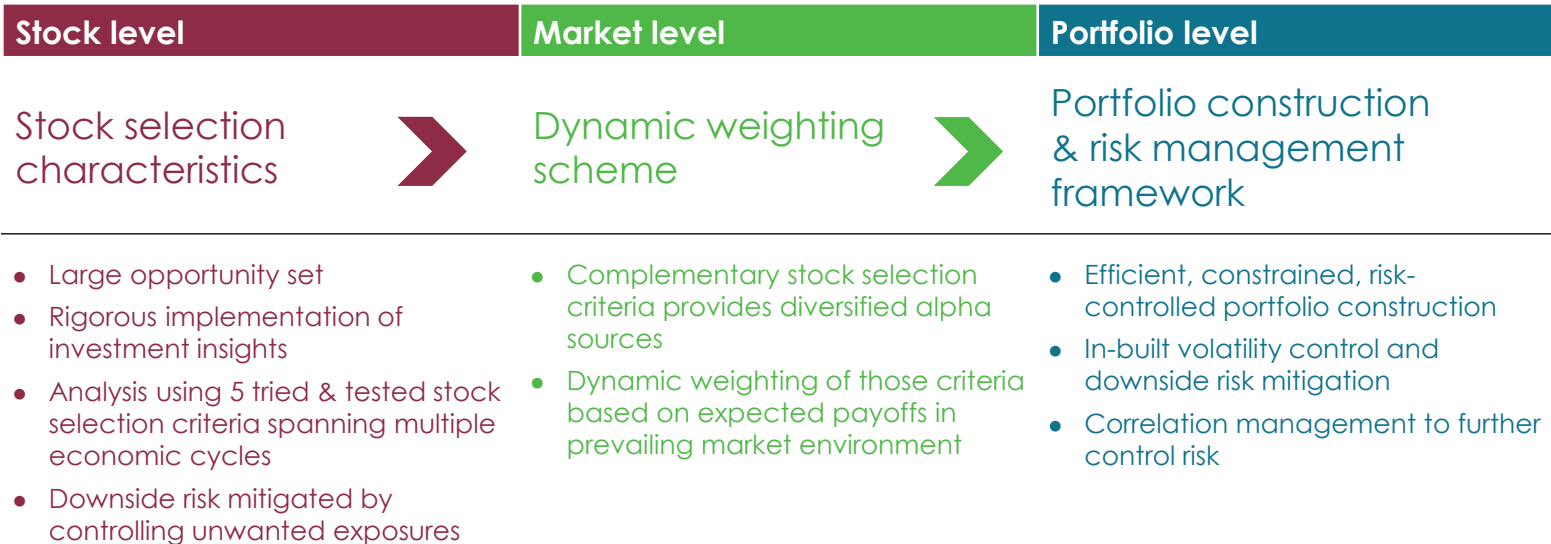 Stock level
Market level
Portfolio level
Stock selection
characteristics
Dynamic weighting
scheme
Portfolio construction
& risk management
framework
● Large opportunity set
● Rigorous implementation of
investment insights
● Analysis using 5 tried & tested stock
selection criteria spanning multiple
economic cycles
● Downside risk mitigated by
controlling unwanted exposures
● Complementary stock selection
criteria provides diversified alpha
sources
● Dynamic weighting of those criteria
based on expected payoffs in
prevailing market environment
● Efficient, constrained, risk-
controlled portfolio construction
● In-built volatility control and
downside risk mitigation
● Correlation management to further
control risk